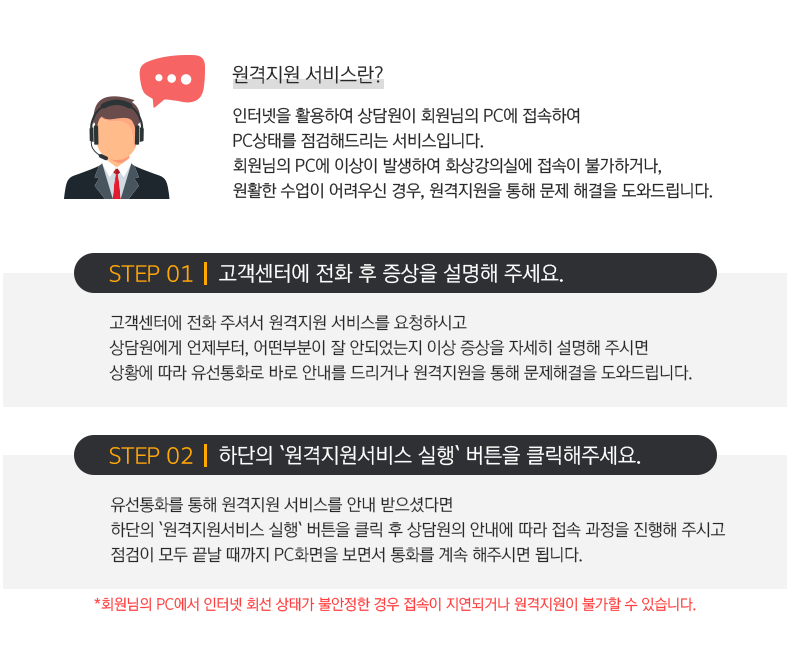 원격지원 서비스란?
인터넷을 활용하여 상담원이 회원님의 PC에 접속하여
PC상태를 점검해드리는 서비스입니다.
회원님의 PC에 이상이 발생하여 화상강의실에 접속이 불가하거나,
원활한 수업이 어려우신 경우, 원격지원을 통해 문제 해결을 도와드립니다.
STEP 01 | 고객센터에 전화 후 증상을 설명해 주세요.
고객센터에 전화 주셔서 원격지원 서비스를 요청하시고
상담원에게 언제부터, 어떤부분이 잘 안되었는지 이상 증상을 자세히 설명해 주시면
상황에 따라 유선통화로 바로 안내를 드리거나 원격지원을 통해 문제해결을 도와드립니다.
STEP 02 | 하단의 `원격지원서비스 실행` 버튼을 클릭해주세요.
유선통화를 통해 원격지원 서비스를 안내 받으셨다면
하단의 `원격지원서비스 실행` 버튼을 클릭 후 상담원의 안내에 따라 접속 과정을 진행해 주시고
점검이 모두 끝날 때까지 PC화면을 보면서 통화를 계속 해주시면 됩니다.
*회원님의 PC에서 인터넷 회선 상태가 불안정한 경우 접속이 지연되거나 원격지원이 불가할 수 있습니다.